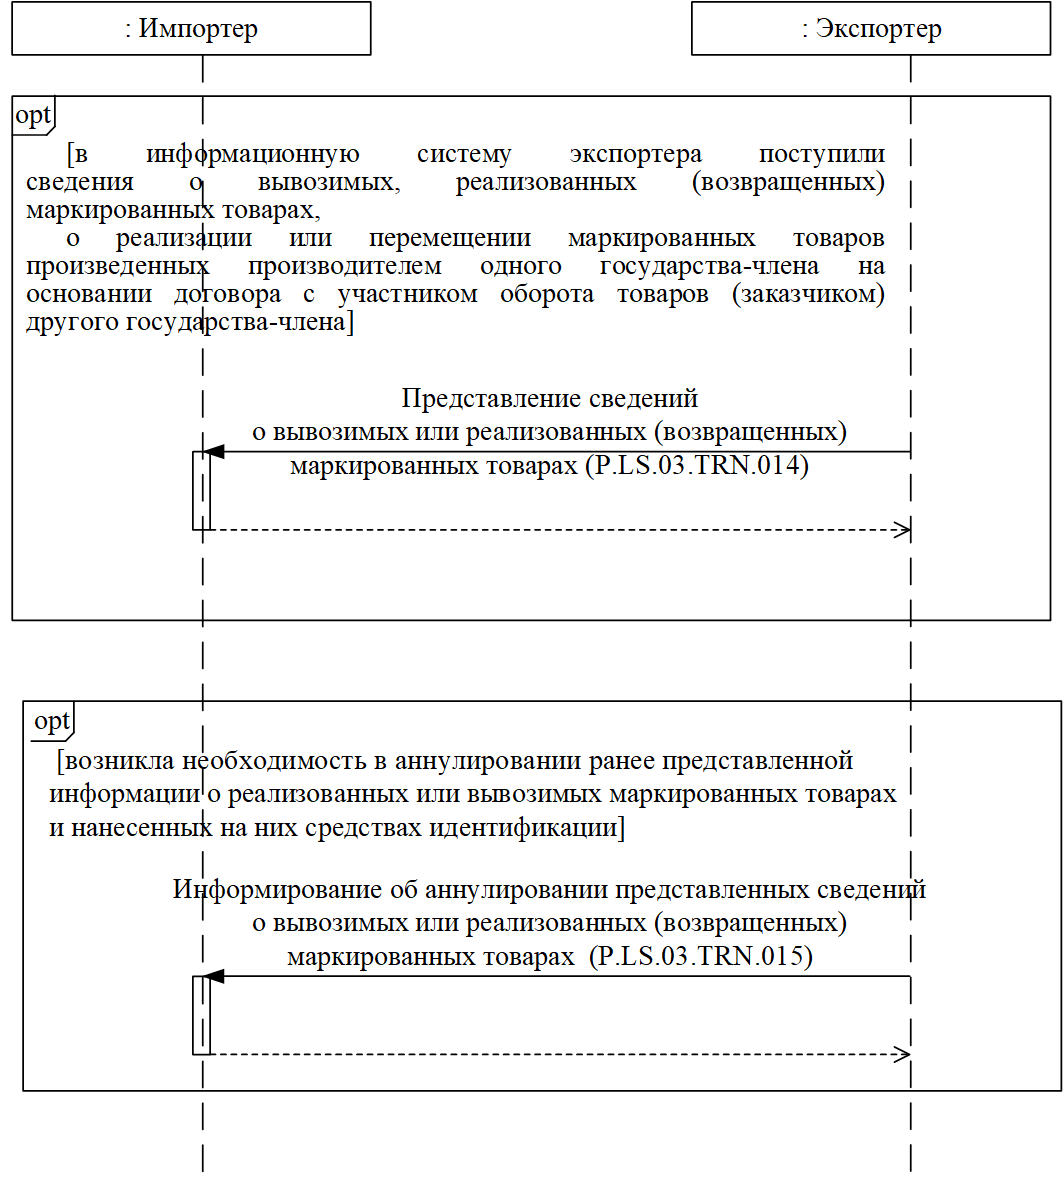 : Импортер
: Экспортер
opt
[в информационную систему экспортера поступили
сведения о вывозимых, реализованных (возвращенных)
маркированных товарах,
о реализации или перемещении маркированных товаров
произведенных производителем одного государства-члена на
основании договора с участником оборота товаров (заказчиком)
другого государства-члена]
Представление сведений
о вывозимых или реализованных (возвращенных)
маркированных товарах (P.LS.03.TRN.014)
opt
[возникла необходимость в аннулировании ранее представленной
информации о реализованных или вывозимых маркированных товарах
и нанесенных на них средствах идентификации]
Информирование об аннулировании представленных сведений
о вывозимых или реализованных (возвращенных)
маркированных товарах (P.LS.03.TRN.015)